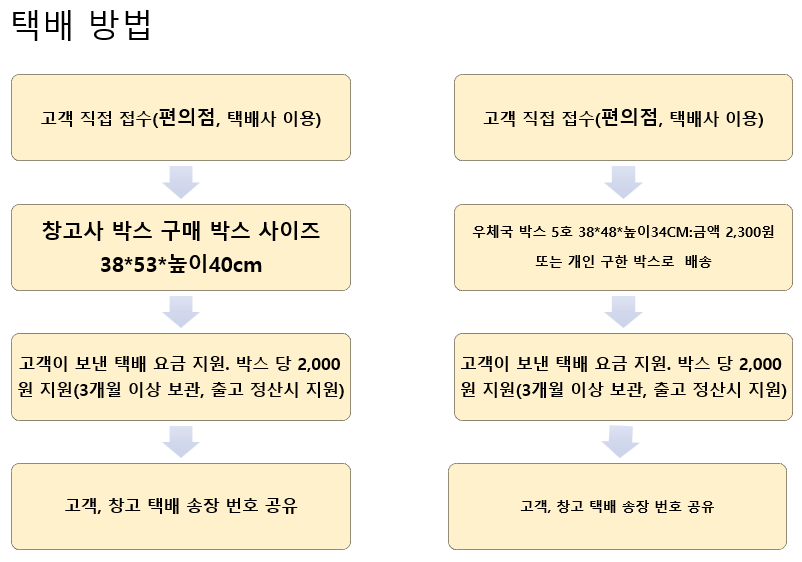 택배 방법
고객 직접 접수(편의점, 택배사 이용)
창고사 박스 구매 박스 사이즈
38*53*높이40cm
고객이 보낸 택배 요금 지원. 박스 당 2,000
원 지원(3개월 이상 보관, 출고 정산시 지원)
고객, 창고 택배 송장 번호 공유
고객 직접 접수(편의점, 택배사 이용)
우체국 박스 5호 38*48*높이34CM:금액 2,300원
또는 개인 구한 박스로 배송
고객이 보낸 택배 요금 지원. 박스 당 2,000
원 지원(3개월 이상 보관, 출고 정산시 지원)
고객, 창고 택배 송장 번호 공유